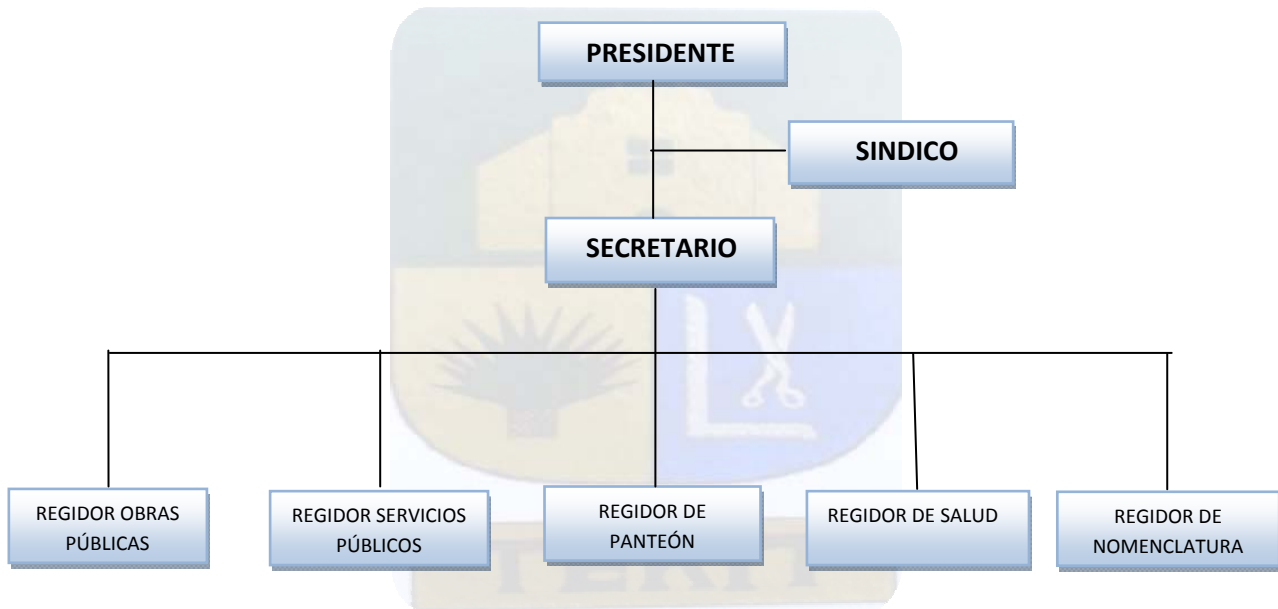 PRESIDENTE
SINDICO
SECRETARIO
REGIDOR OBRAS
PÚBLICAS
REGIDOR SERVICIOS
PÚBLICOS
REGIDOR DE
PANTEÓN
REGIDOR DE SALUD
REGIDOR DE
NOMENCLATURA